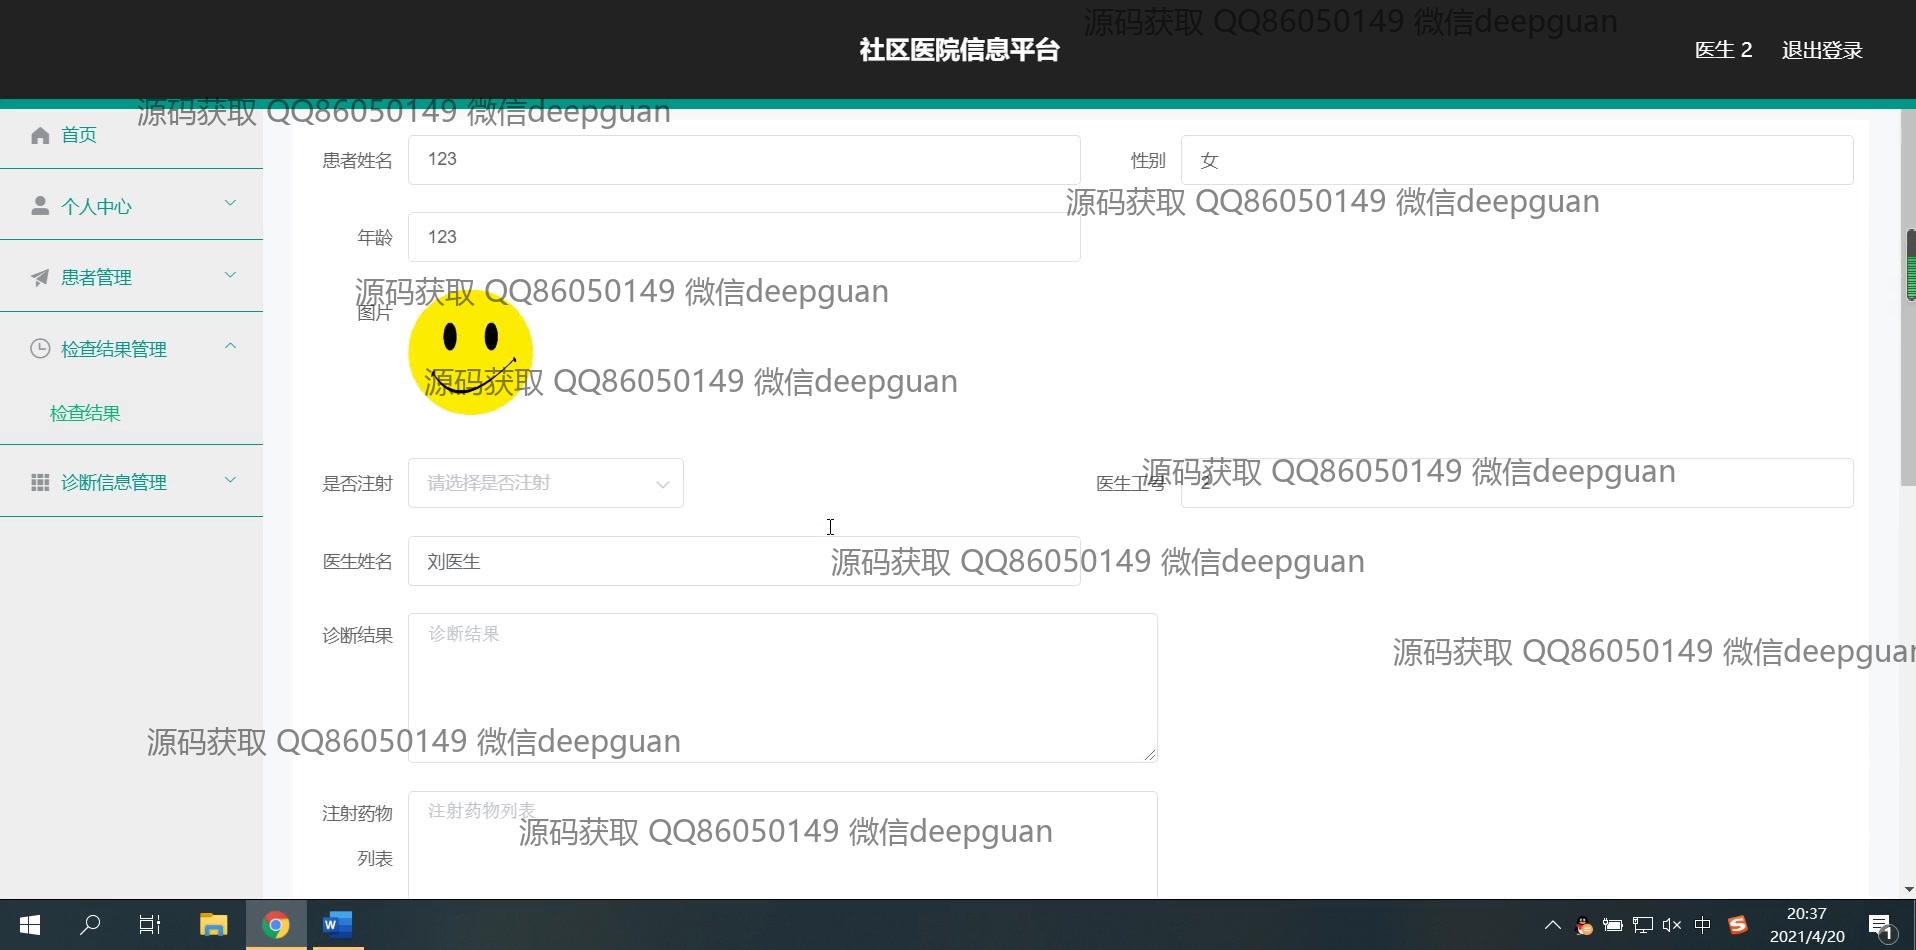 源码获取 QQ86050149 微信deepguan
社区医院信息平台
医生 2
退出登录
源码获取 QQ86050149 微信deepguan
首页
患者姓名
123
性别
女
个人中心
源码获取 QQ86050149 微信deepguan
年龄
123
患者管理
源码获取 QQ86050149 微信deepguan
图片
检查结果管理
源码获取 QQ86050149 微信deepguan
检查结果
诊断信息管理
是否注射
请选择是否注射
医生工号
2
源码获取 QQ86050149 微信deepguan
医生姓名
刘医生
源码获取 QQ86050149 微信deepguan
诊断结果
诊断结果
源码获取 QQ86050149 微信deepguan
源码获取 QQ86050149 微信deepguan
注射药物
列表
注射药物列表
源码获取 QQ86050149 微信deepguan
W
中
S
20:37
2021/4/20
1